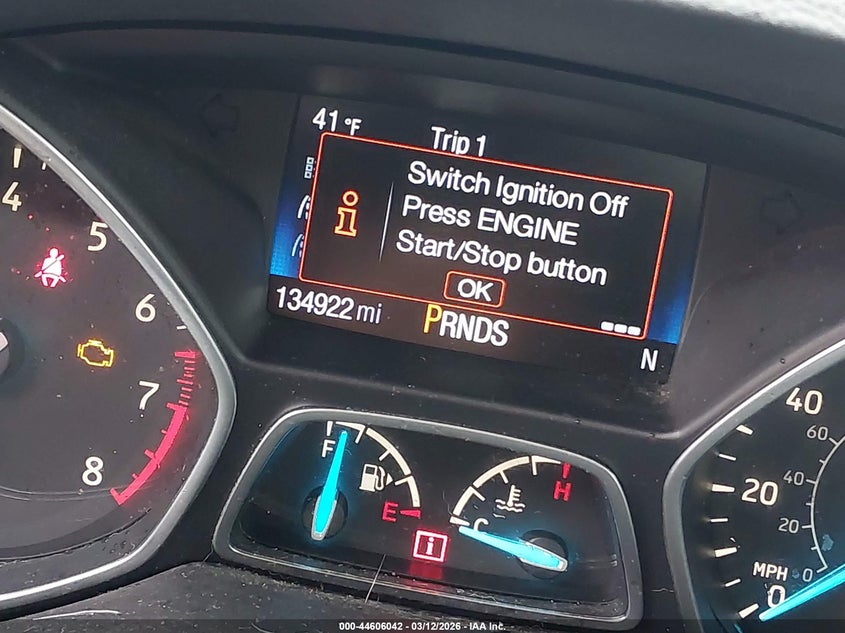 41 °F
Trip 1
Switch Ignition Off
Press ENGINE
Start/Stop button
OK
134922 mi
PRNDS
N
4
5
6
7
8
F
E
i
C
H
40
20
0
60
40
20
0
MPH
000-44606042 - 03/12/2026 - IAA Inc.